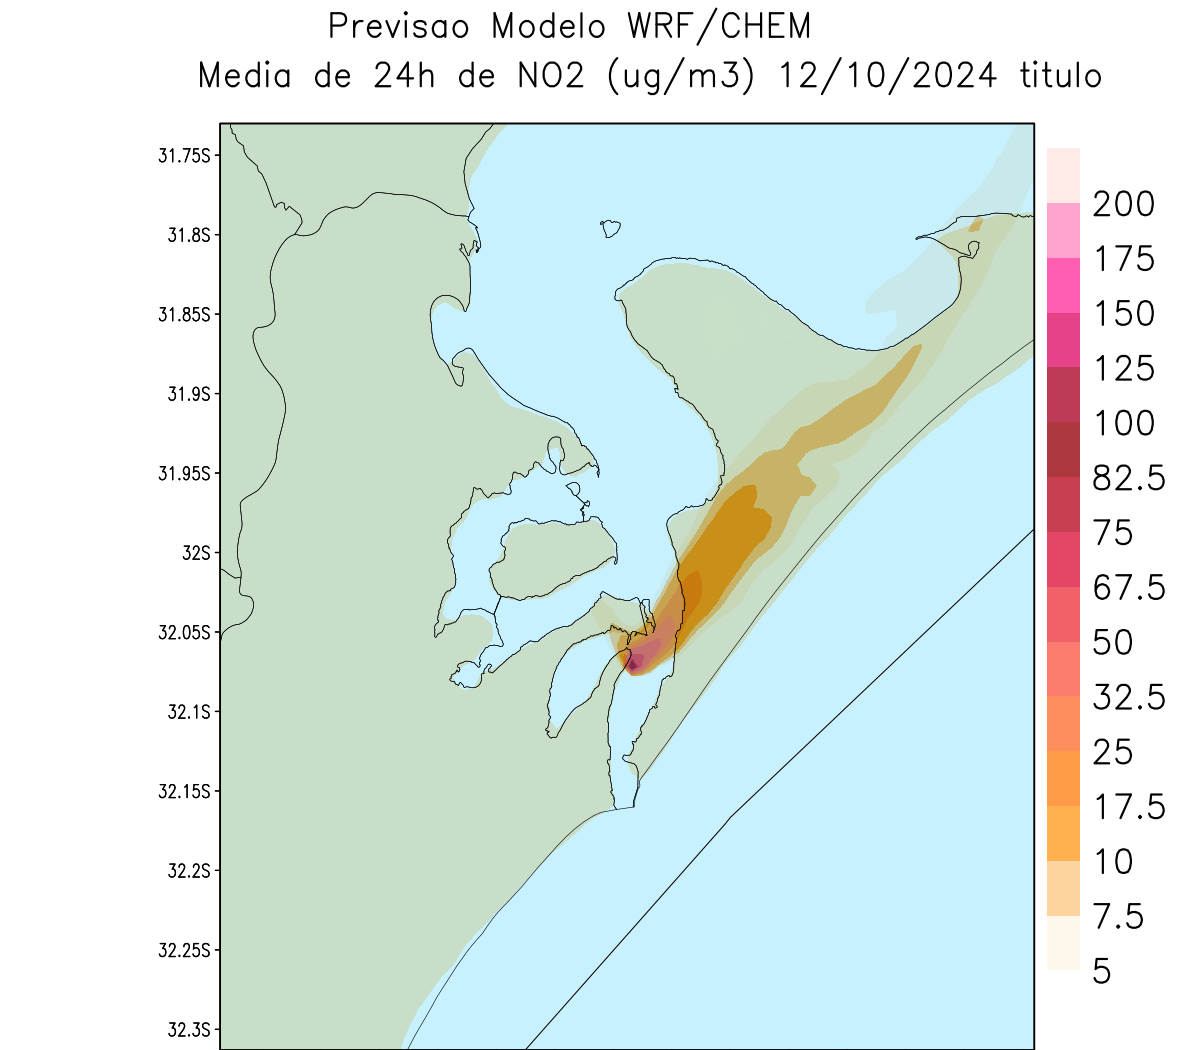 Previsao Modelo WRF/CHEM
Media de 24h de NO2 (ug/m3) 12/10/2024 titulo
31.75S
31.8S
31.85S
31.9S
31.95S
32S
32.05S
32.1S
32.15S
32.2S
32.25S
32.3S
200
175
150
125
100
82.5
75
67.5
50
32.5
25
17.5
10
7.5
5